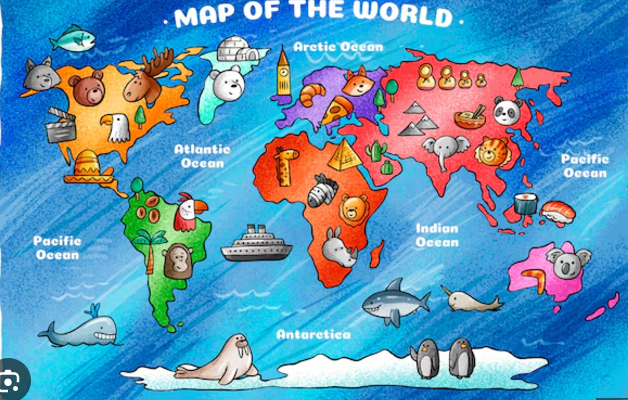 · MAP OF THE WORLD ·
Arctic Ocean
Atlantic
Ocean
Pacific
Ocean
Pacific
Ocean
Indian
Ocean
Antarctica